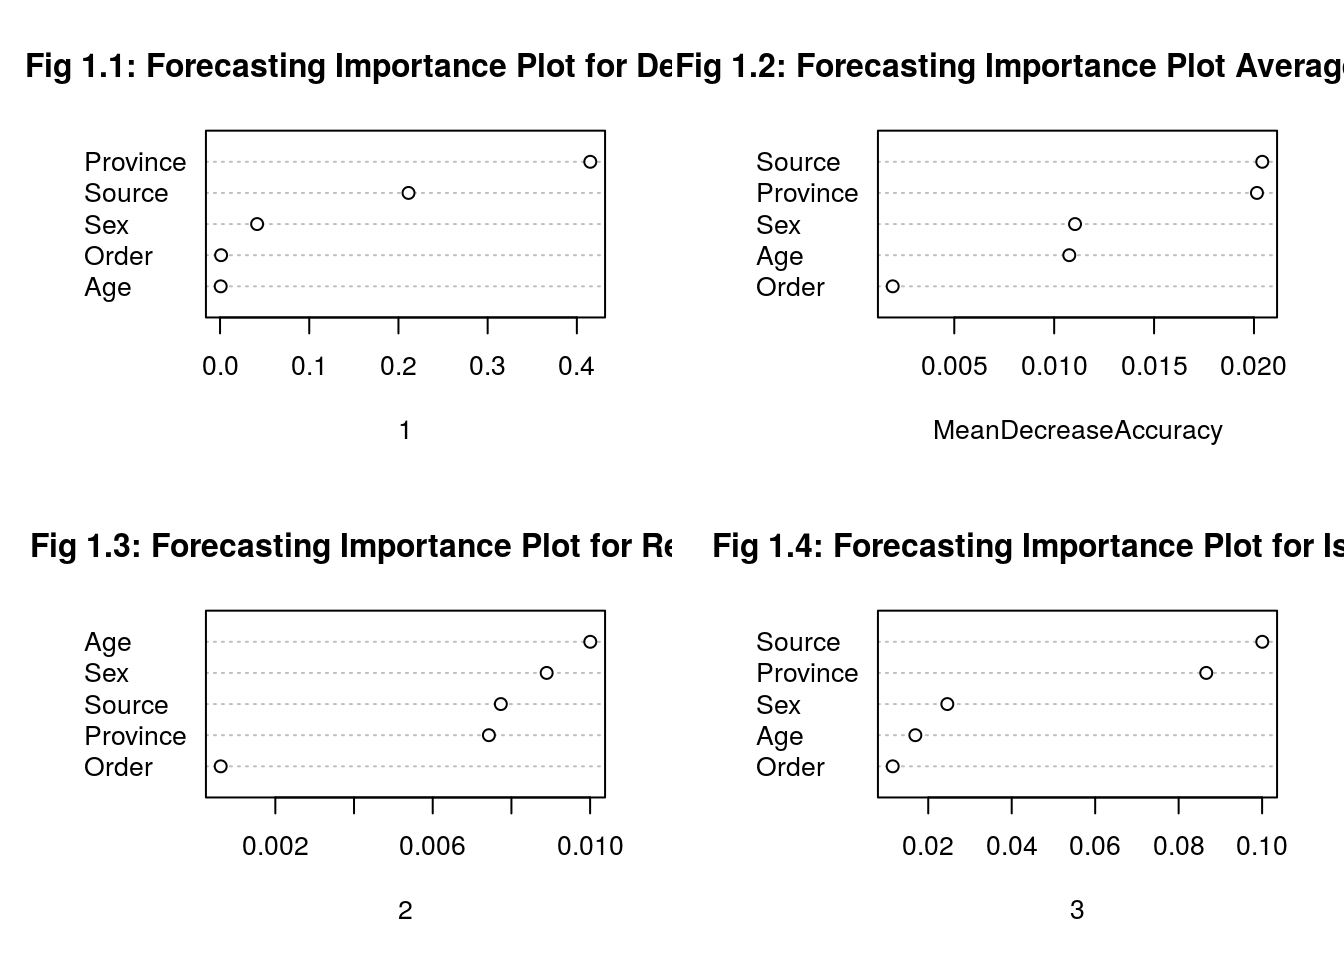 Fig 1.1: Forecasting Importance Plot for De
Province
Source
Sex
Order
Age
0.0 0.1 0.2 0.3 0.4
1
Fig 1.2: Forecasting Importance Plot Average
Source
Province
Sex
Age
Order
0.005 0.010 0.015 0.020
MeanDecreaseAccuracy
Fig 1.3: Forecasting Importance Plot for Re
Age
Sex
Source
Province
Order
0.002 0.006 0.010
2
Fig 1.4: Forecasting Importance Plot for Is
Source
Province
Sex
Age
Order
0.02 0.04 0.06 0.08 0.10
3